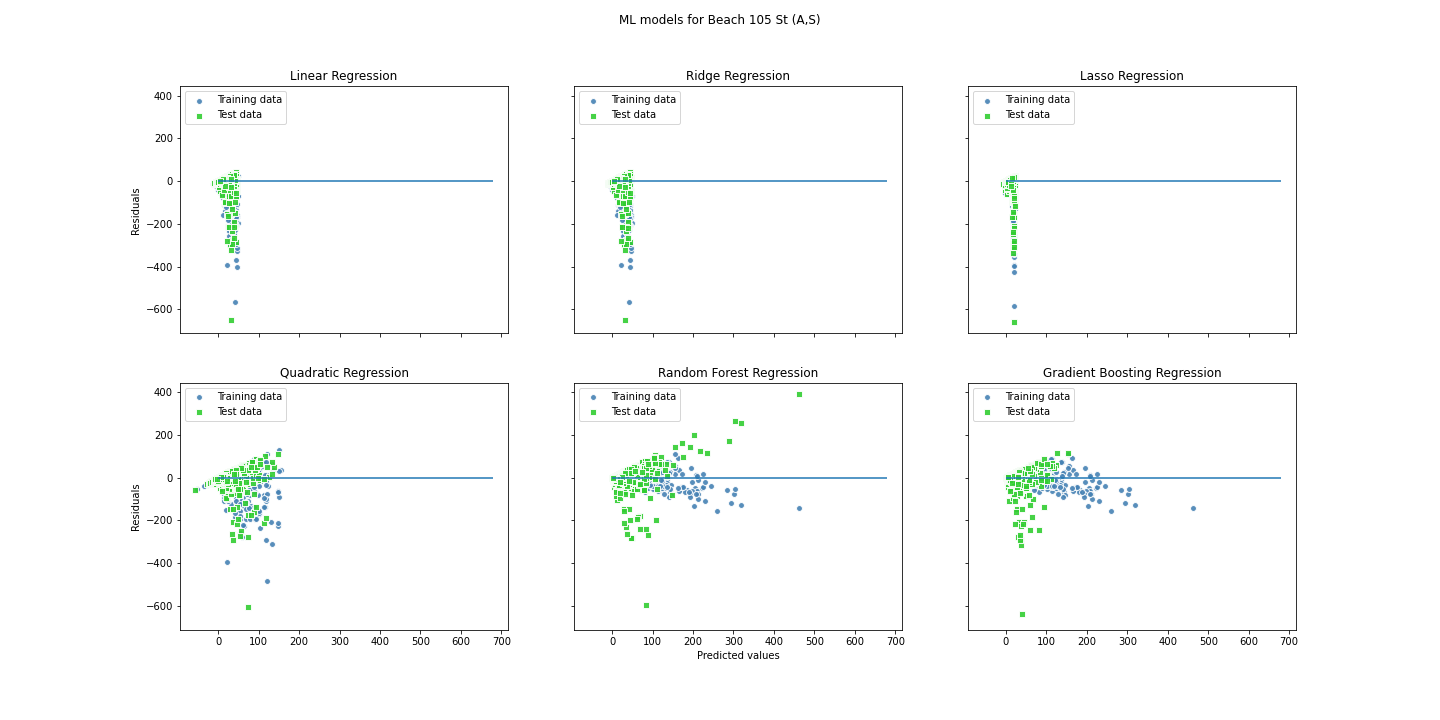 ML models for Beach 105 St (A,S)
Linear Regression
Training data
Test data
400
200
0
−200
−400
−600
Residuals
Ridge Regression
Training data
Test data
Lasso Regression
Training data
Test data
Quadratic Regression
Training data
Test data
400
200
0
−200
−400
−600
Residuals
0 100 200 300 400 500 600 700
Random Forest Regression
Training data
Test data
0 100 200 300 400 500 600 700
Predicted values
Gradient Boosting Regression
Training data
Test data
0 100 200 300 400 500 600 700